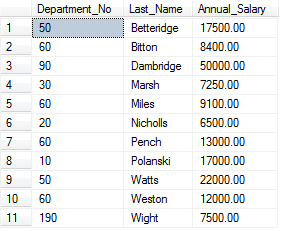 Department_No Last_Name Annual_Salary
1 50 Betteridge 17500.00
2 60 Bitton 8400.00
3 90 Dambridge 50000.00
4 30 Marsh 7250.00
5 60 Miles 9100.00
6 20 Nicholls 6500.00
7 60 Pench 13000.00
8 10 Polanski 17000.00
9 50 Watts 22000.00
10 60 Weston 12000.00
11 190 Wight 7500.00